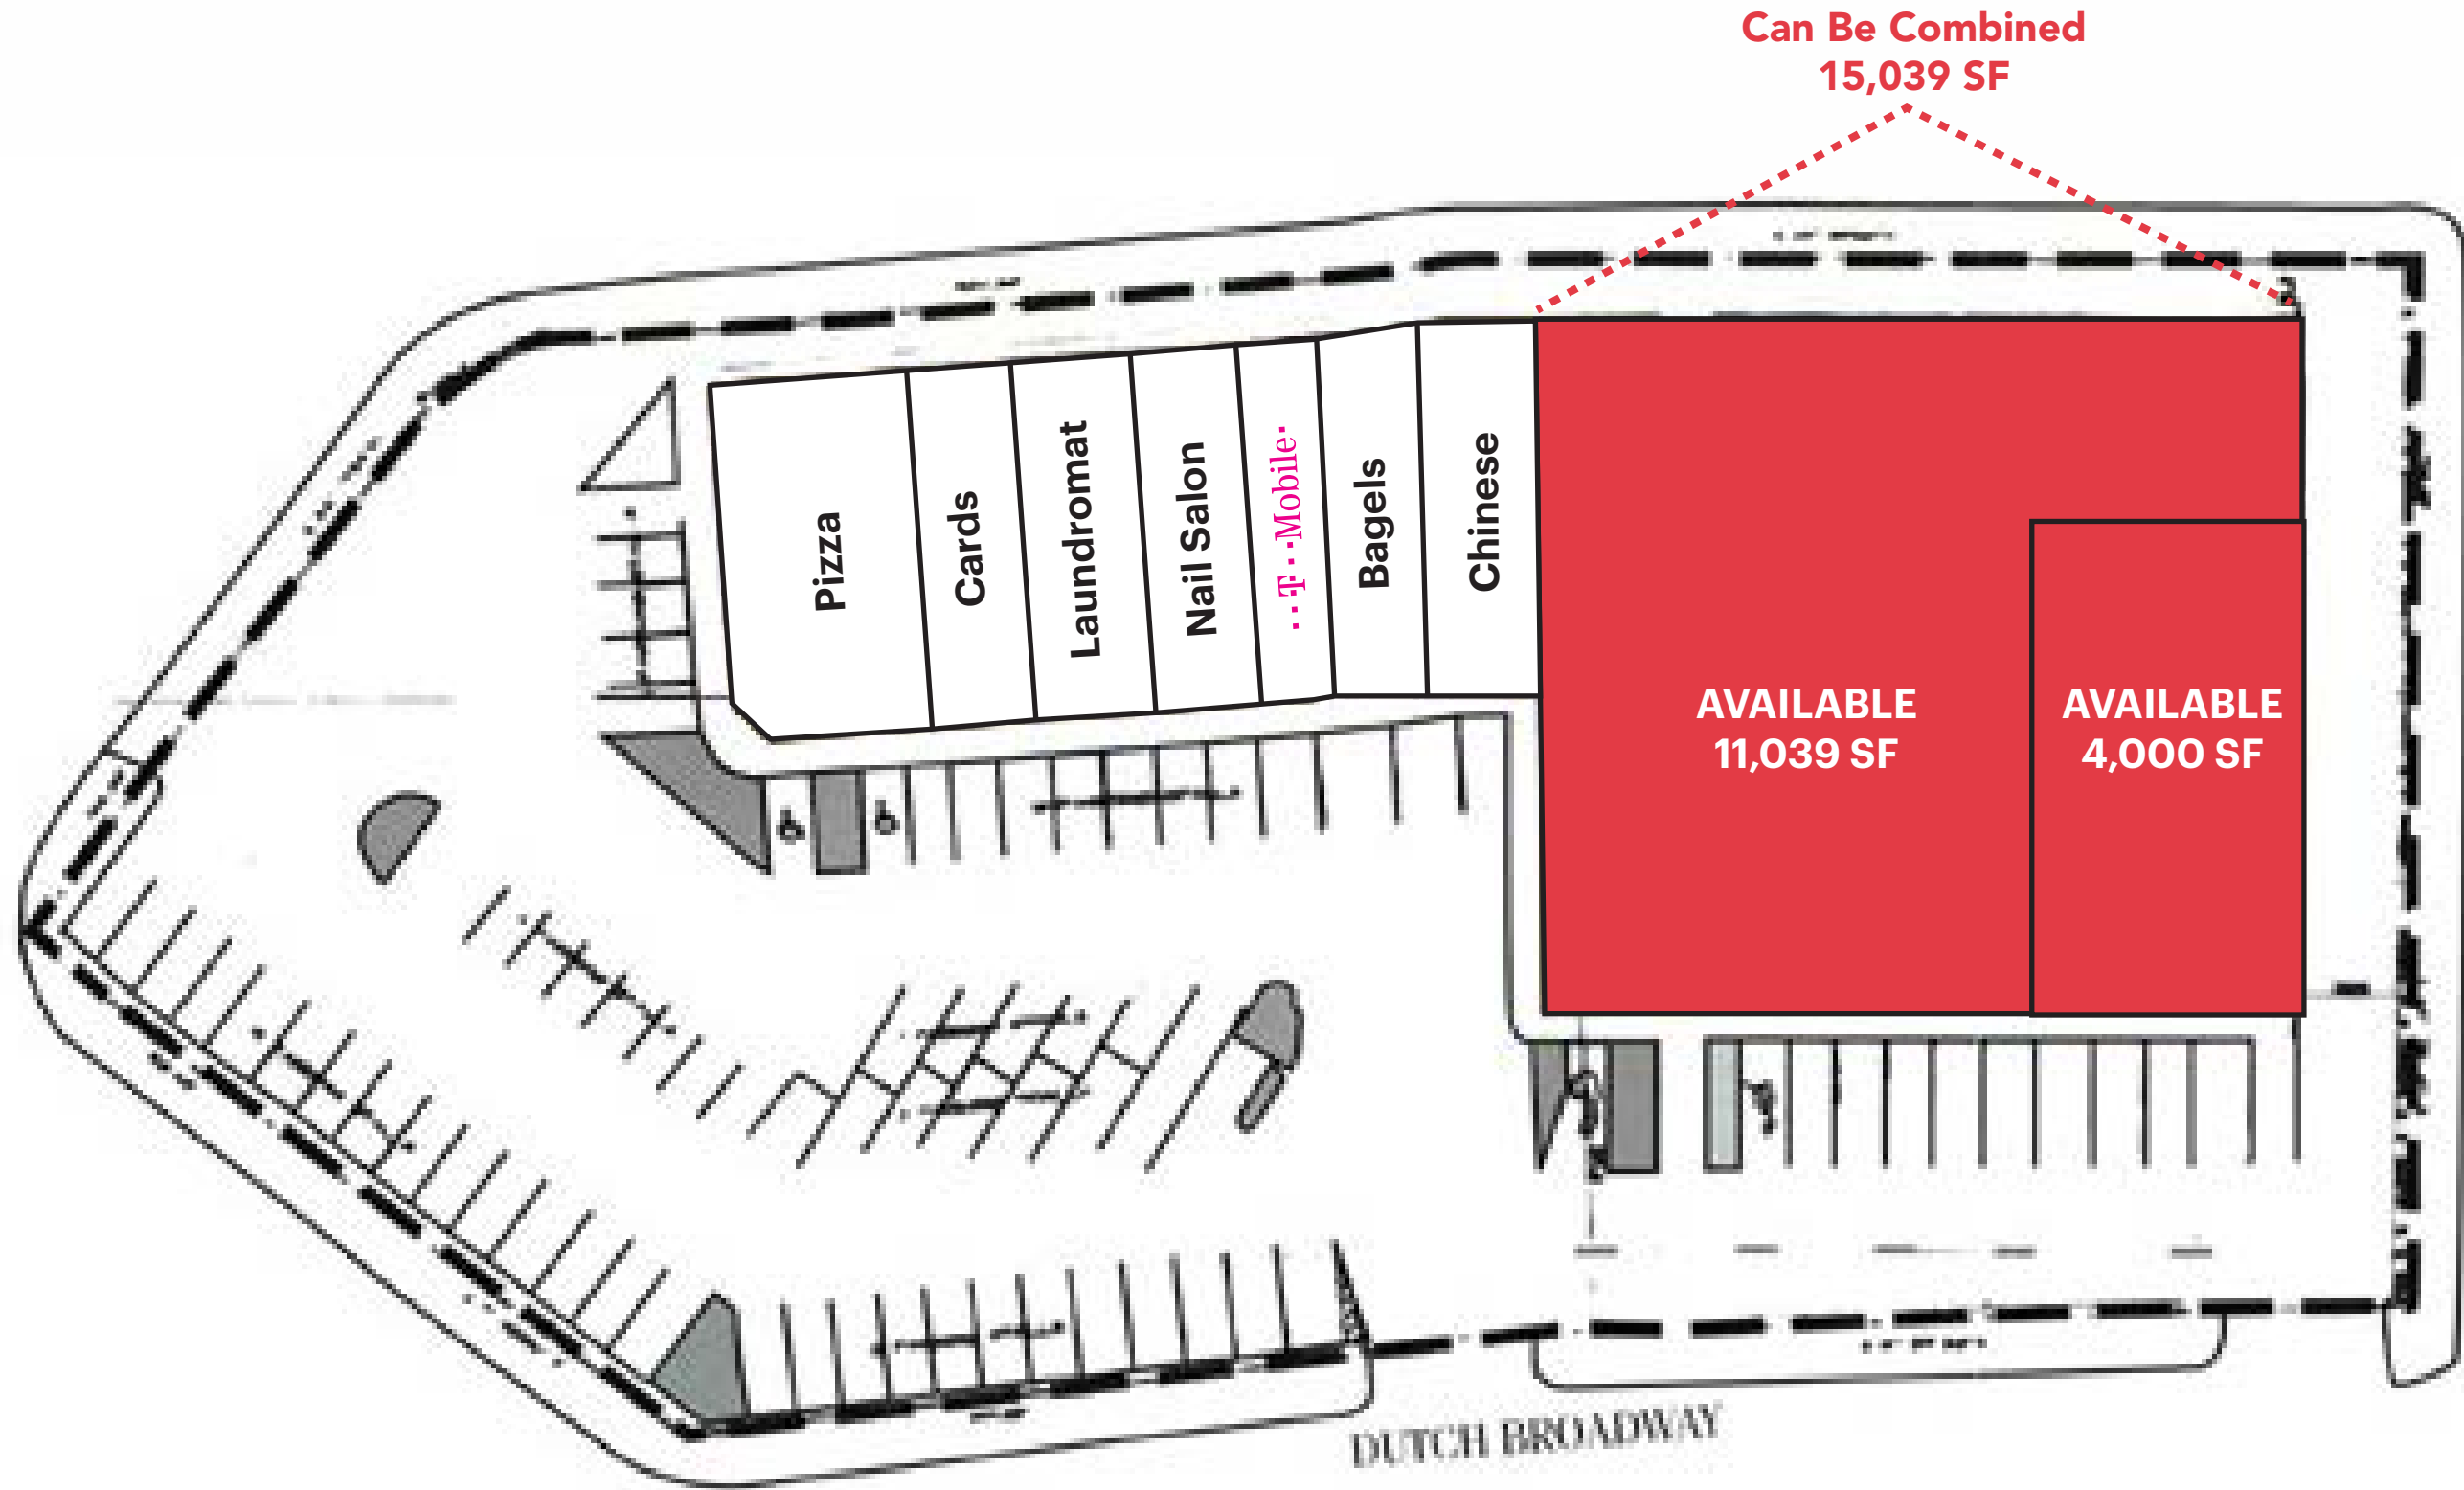 Can Be Combined
15,039 SF
Pizza
Cards
Laundromat
Nail Salon
T Mobile
Bagels
Chinese
AVAILABLE
11,039 SF
AVAILABLE
4,000 SF
DUTCH BROADWAY